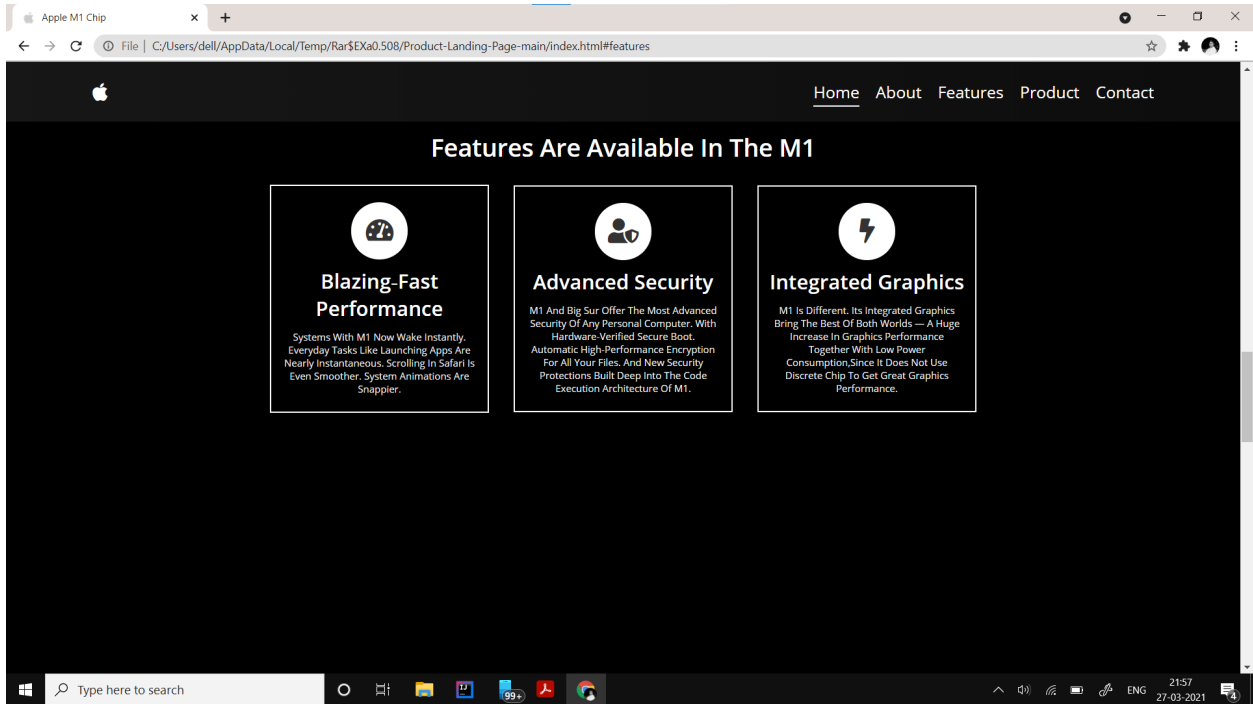 Apple M1 Chip
File | C:/Users/dell/AppData/Local/Temp/Rar$EXa0.508/Product-Landing-Page-main/index.html#features
Home About Features Product Contact
Features Are Available In The M1
Blazing-Fast
Performance
Systems With M1 Now Wake Instantly.
Everyday Tasks Like Launching Apps Are
Nearly Instantaneous. Scrolling In Safari Is
Even Smoother. System Animations Are
Snappier.
Advanced Security
M1 And Big Sur Offer The Most Advanced
Security Of Any Personal Computer. With
Hardware-Verified Secure Boot.
Automatic High-Performance Encryption
For All Your Files. And New Security
Protections Built Deep Into The Code
Execution Architecture Of M1.
Integrated Graphics
M1 Is Different. Its Integrated Graphics
Bring The Best Of Both Worlds — A Huge
Increase In Graphics Performance
Together With Low Power
Consumption,Since It Does Not Use
Discrete Chip To Get Great Graphics
Performance.
Type here to search
IJ
99+
ENG
21:57
27-03-2021
4